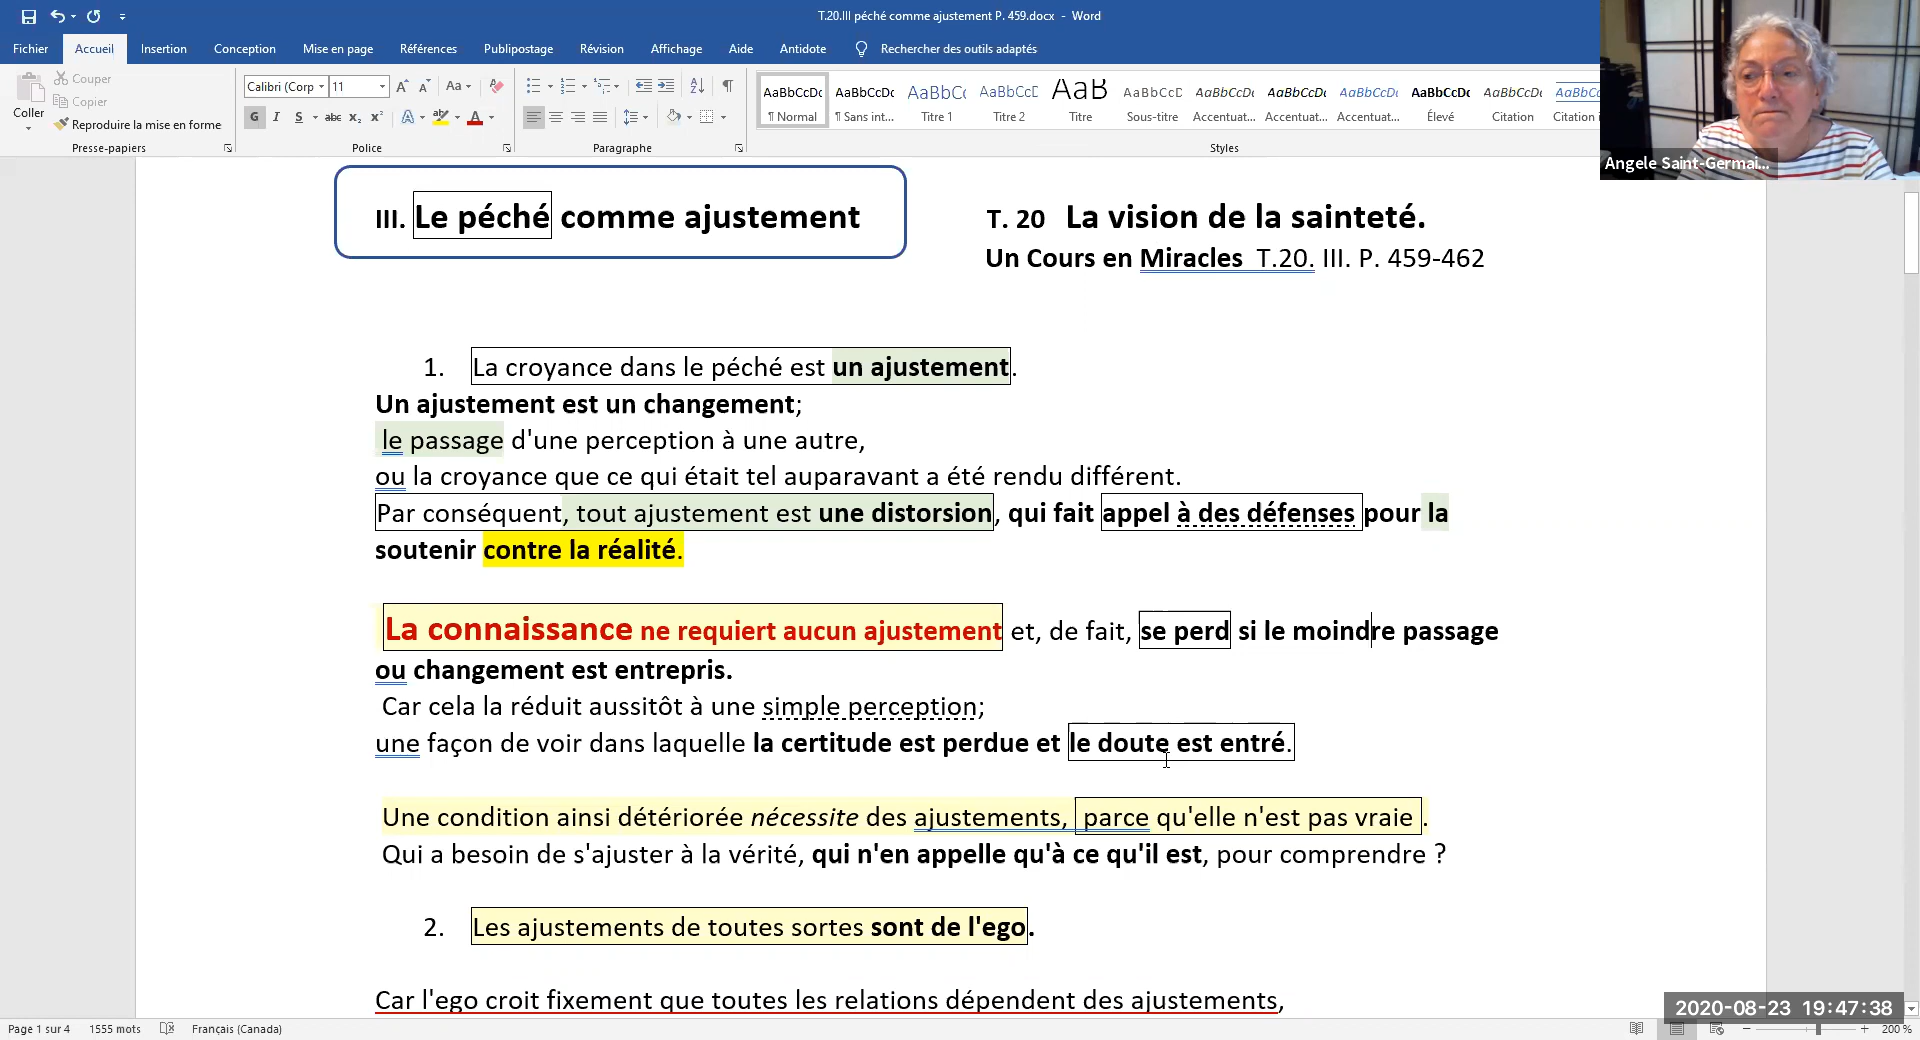 T.20.III péché comme ajustement P. 459.docx - Word
Fichier Accueil Insertion Conception Mise en page Références Publipostage Révision Affichage Aide Antidote Rechercher des outils adaptés
Couper
Copier
Coller
Reproduire la mise en forme
Presse-papiers
Calibri (Corp 11
Police
Paragraphe
AaBbCcDc AaBbCcDc AaBbCc AaBbCcE AaB AaBbCcD AaBbCcDc AaBbCcDc AaBbCcDc AaBbCcDc AaBbCcDc AaBbCcDc
¶ Normal ¶ Sans int... Titre 1 Titre 2 Titre Sous-titre Accentuat... Accentuat... Accentuat... Élevé Citation Citation i
Styles
Angele Saint-Germai...
III. Le péché comme ajustement
T. 20 La vision de la sainteté.
Un Cours en Miracles T.20. III. P. 459-462
1. La croyance dans le péché est un ajustement.
Un ajustement est un changement;
le passage d'une perception à une autre,
ou la croyance que ce qui était tel auparavant a été rendu différent.
Par conséquent, tout ajustement est une distorsion, qui fait appel à des défenses pour la
soutenir contre la réalité.
La connaissance ne requiert aucun ajustement et, de fait, se perd si le moindre passage
ou changement est entrepris.
Car cela la réduit aussitôt à une simple perception;
une façon de voir dans laquelle la certitude est perdue et le doute est entré.
Une condition ainsi détériorée nécessite des ajustements, parce qu'elle n'est pas vraie .
Qui a besoin de s'ajuster à la vérité, qui n'en appelle qu'à ce qu'il est, pour comprendre ?
2. Les ajustements de toutes sortes sont de l'ego.
Car l'ego croit fixement que toutes les relations dépendent des ajustements,
2020-08-23 19:47:38
Page 1 sur 4 1555 mots Français (Canada) 200 %